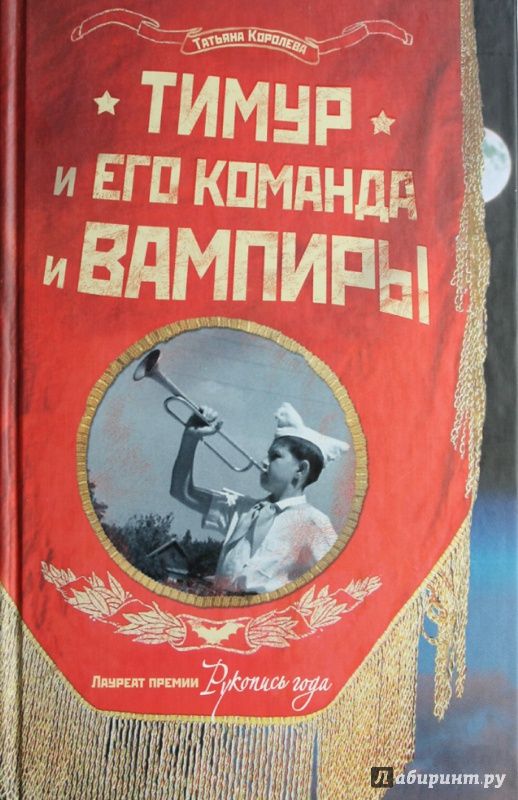 Татьяна Королева
ТИМУР
и ЕГО КОМАНДА
и ВАМПИРЫ
Лауреат премии Рукопись года
Лабиринт.ру